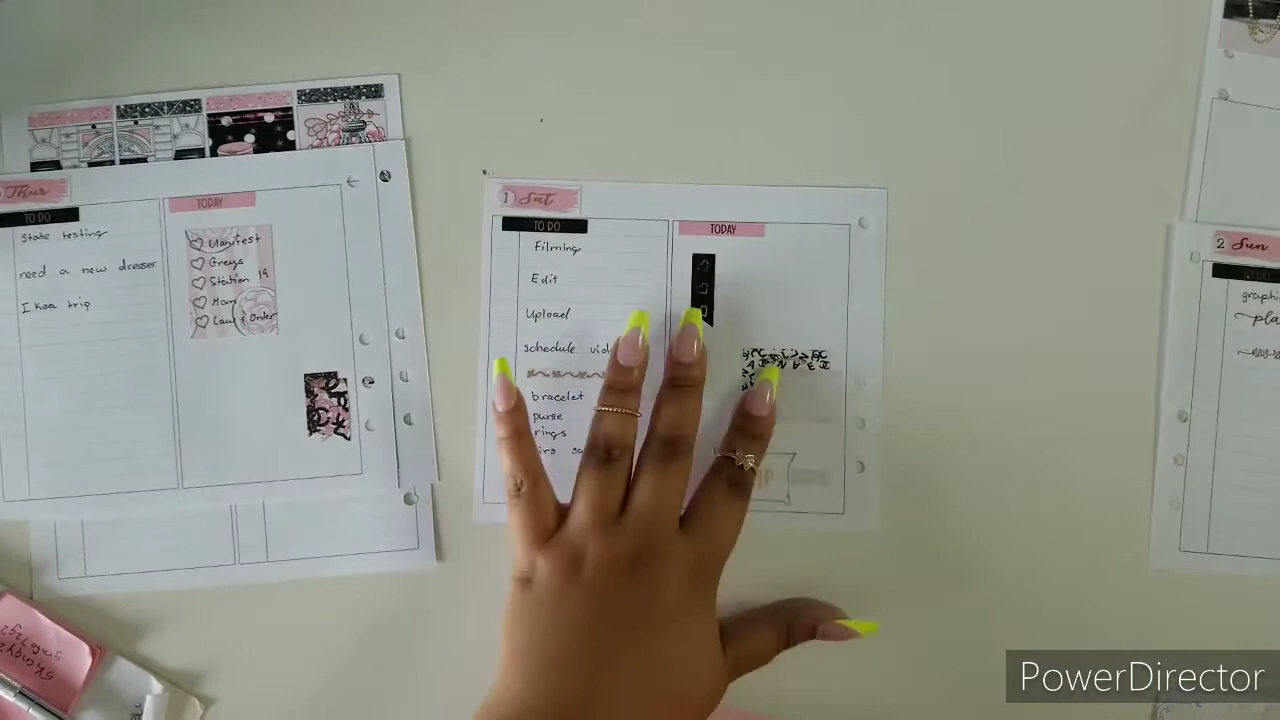 Thur
TO DO
State testing
need a new dresser
Ikea trip
TODAY
Manifest
Greys
Station 19
Mom
Law & Order
1 Sat
TO DO
Filming
Edit
Upload
schedule
bracelet
purse
rings
TODAY
2 Sun
PowerDirector